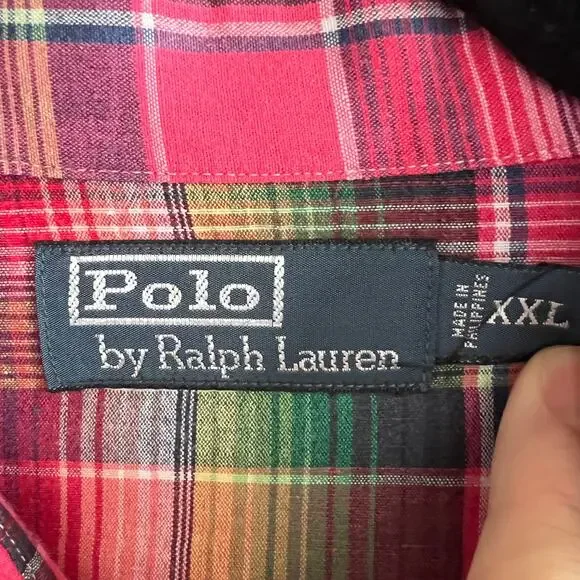 Polo
by Ralph Lauren
MADE IN
PHILIPPINES
XXL